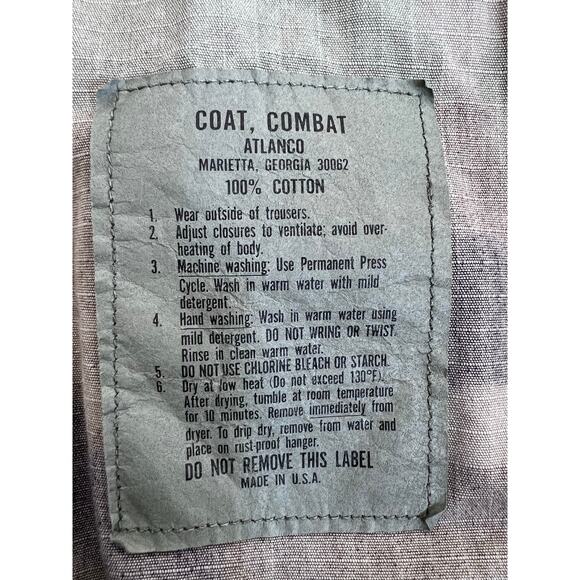 COAT, COMBAT
ATLANCO
MARIETTA, GEORGIA 30062
100% COTTON
1. Wear outside of trousers.
2. Adjust closures to ventilate; avoid over-
heating of body.
3. Machine washing: Use Permanent Press
Cycle. Wash in warm water with mild
detergent.
4. Hand washing: Wash in warm water using
mild detergent. DO NOT WRING OR TWIST.
Rinse in clean warm water.
5. DO NOT USE CHLORINE BLEACH OR STARCH.
6. Dry at low heat (Do not exceed 130°F).
After drying, tumble at room temperature
for 10 minutes. Remove immediately from
dryer. To drip dry, remove from water and
place on rust-proof hanger.
DO NOT REMOVE THIS LABEL
MADE IN U.S.A.